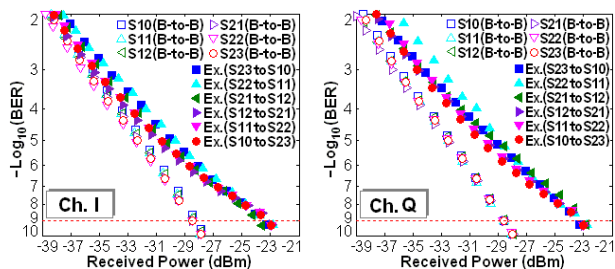 2
3
4
5
6
7
8
9
10
-Log10(BER)
S10(B-to-B) S21(B-to-B)
S11(B-to-B) S22(B-to-B)
S12(B-to-B) S23(B-to-B)
Ex.(S23 to S10)
Ex.(S22 to S11)
Ex.(S21 to S12)
Ex.(S12 to S21)
Ex.(S11 to S22)
Ex.(S10 to S23)
Ch. I
-39 -37 -35 -33 -31 -29 -27 -25 -23 -21
Received Power (dBm)
2
3
4
5
6
7
8
9
10
-Log10(BER)
S10(B-to-B) S21(B-to-B)
S11(B-to-B) S22(B-to-B)
S12(B-to-B) S23(B-to-B)
Ex.(S23 to S10)
Ex.(S22 to S11)
Ex.(S21 to S12)
Ex.(S12 to S21)
Ex.(S11 to S22)
Ex.(S10 to S23)
Ch. Q
-39 -37 -35 -33 -31 -29 -27 -25 -23 -21
Received Power (dBm)